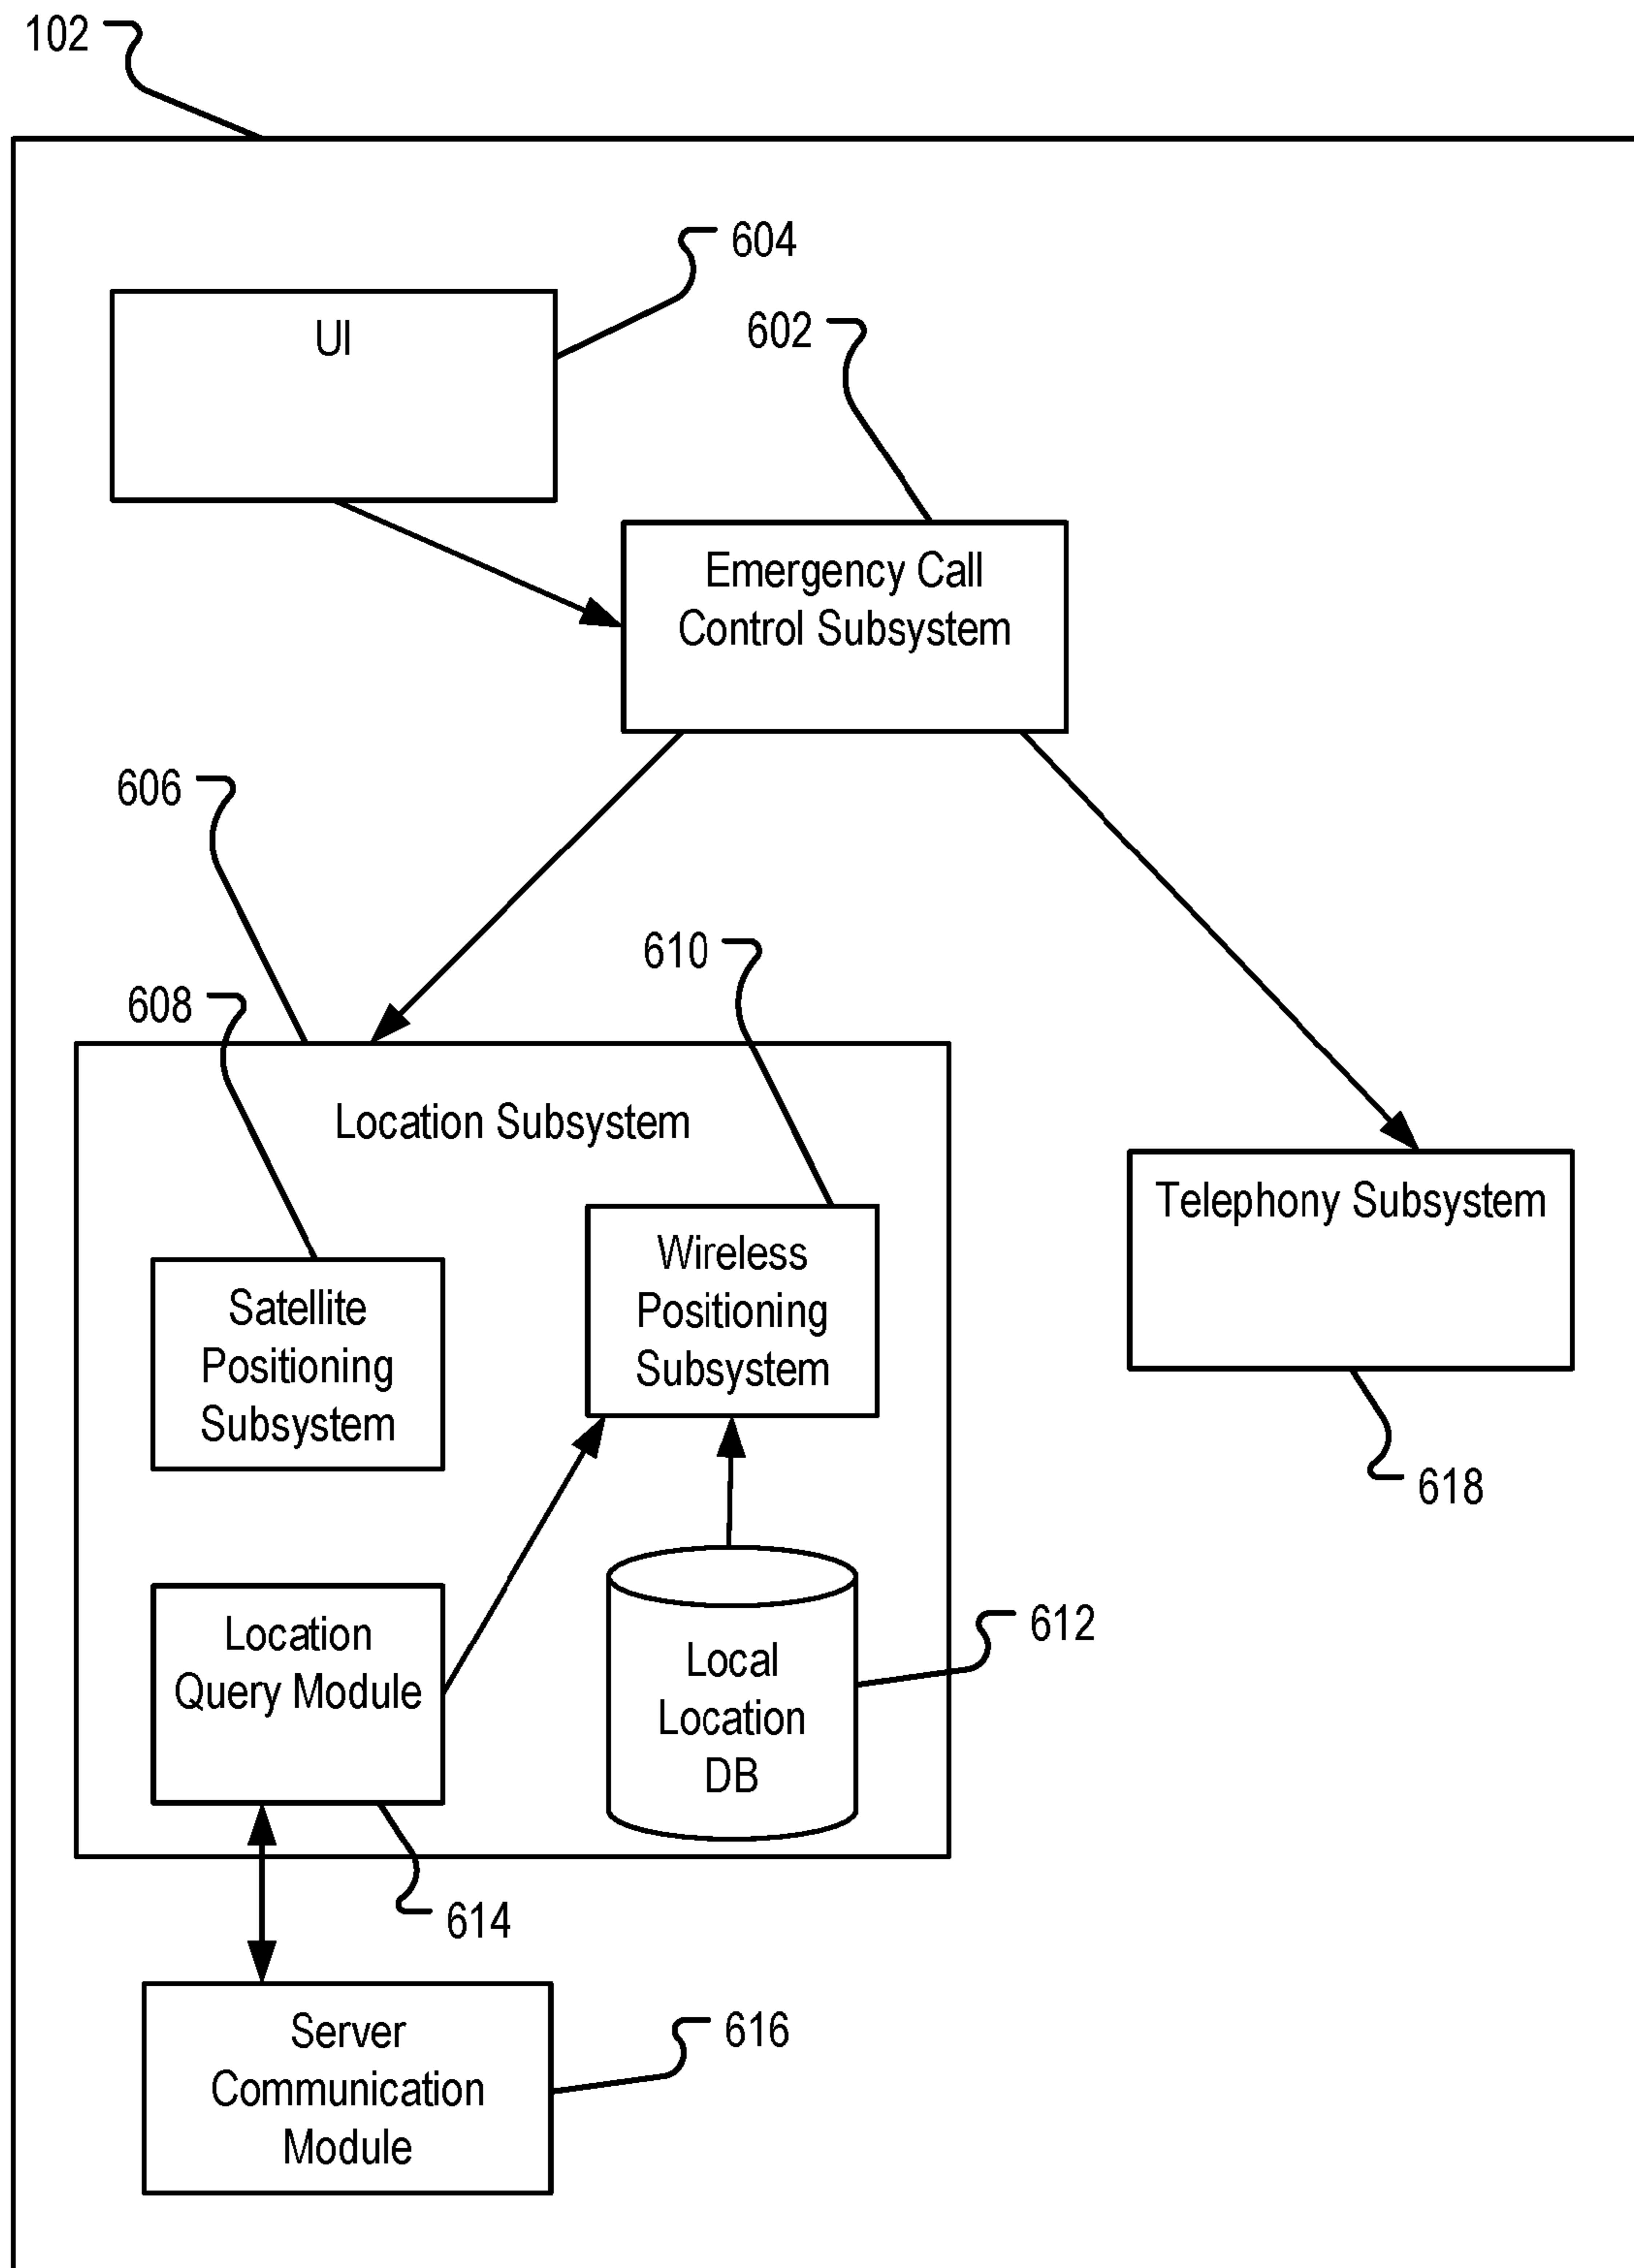 102
604
UI
602
Emergency Call
Control Subsystem
606
610
608
Location Subsystem
Telephony Subsystem
Wireless
Positioning
Subsystem
Satellite
Positioning
Subsystem
618
Location
Query Module
612
Local
Location
DB
614
Server
Communication
Module
616